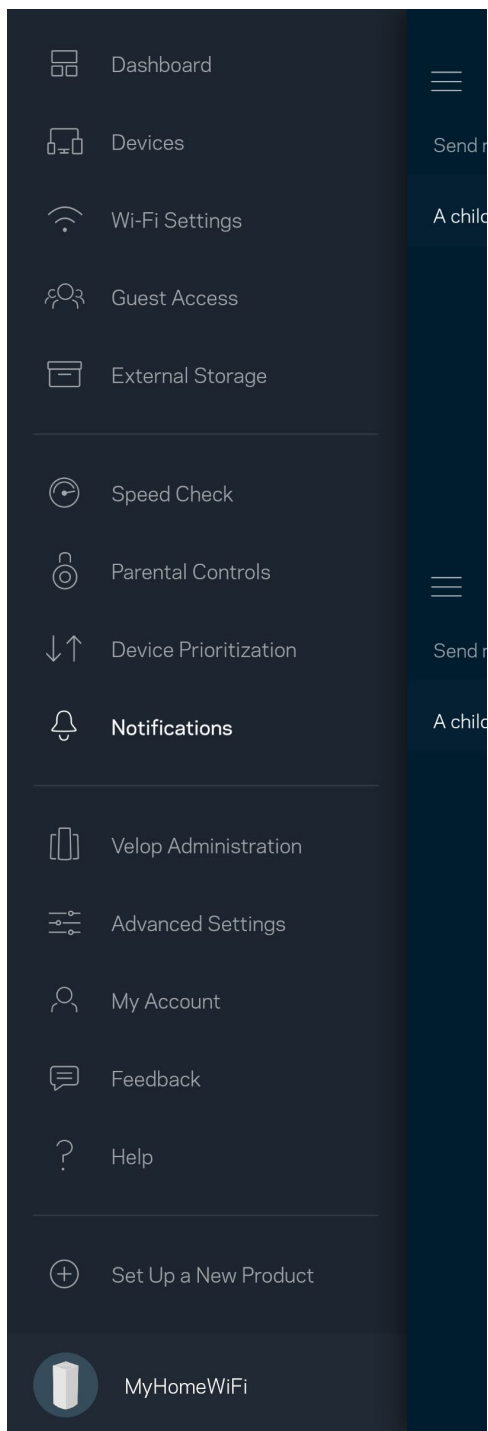 Dashboard
Devices
Wi-Fi Settings
Guest Access
External Storage
Speed Check
Parental Controls
Device Prioritization
Notifications
Velop Administration
Advanced Settings
My Account
Feedback
Help
Set Up a New Product
MyHomeWiFi
Send
A
Send
A